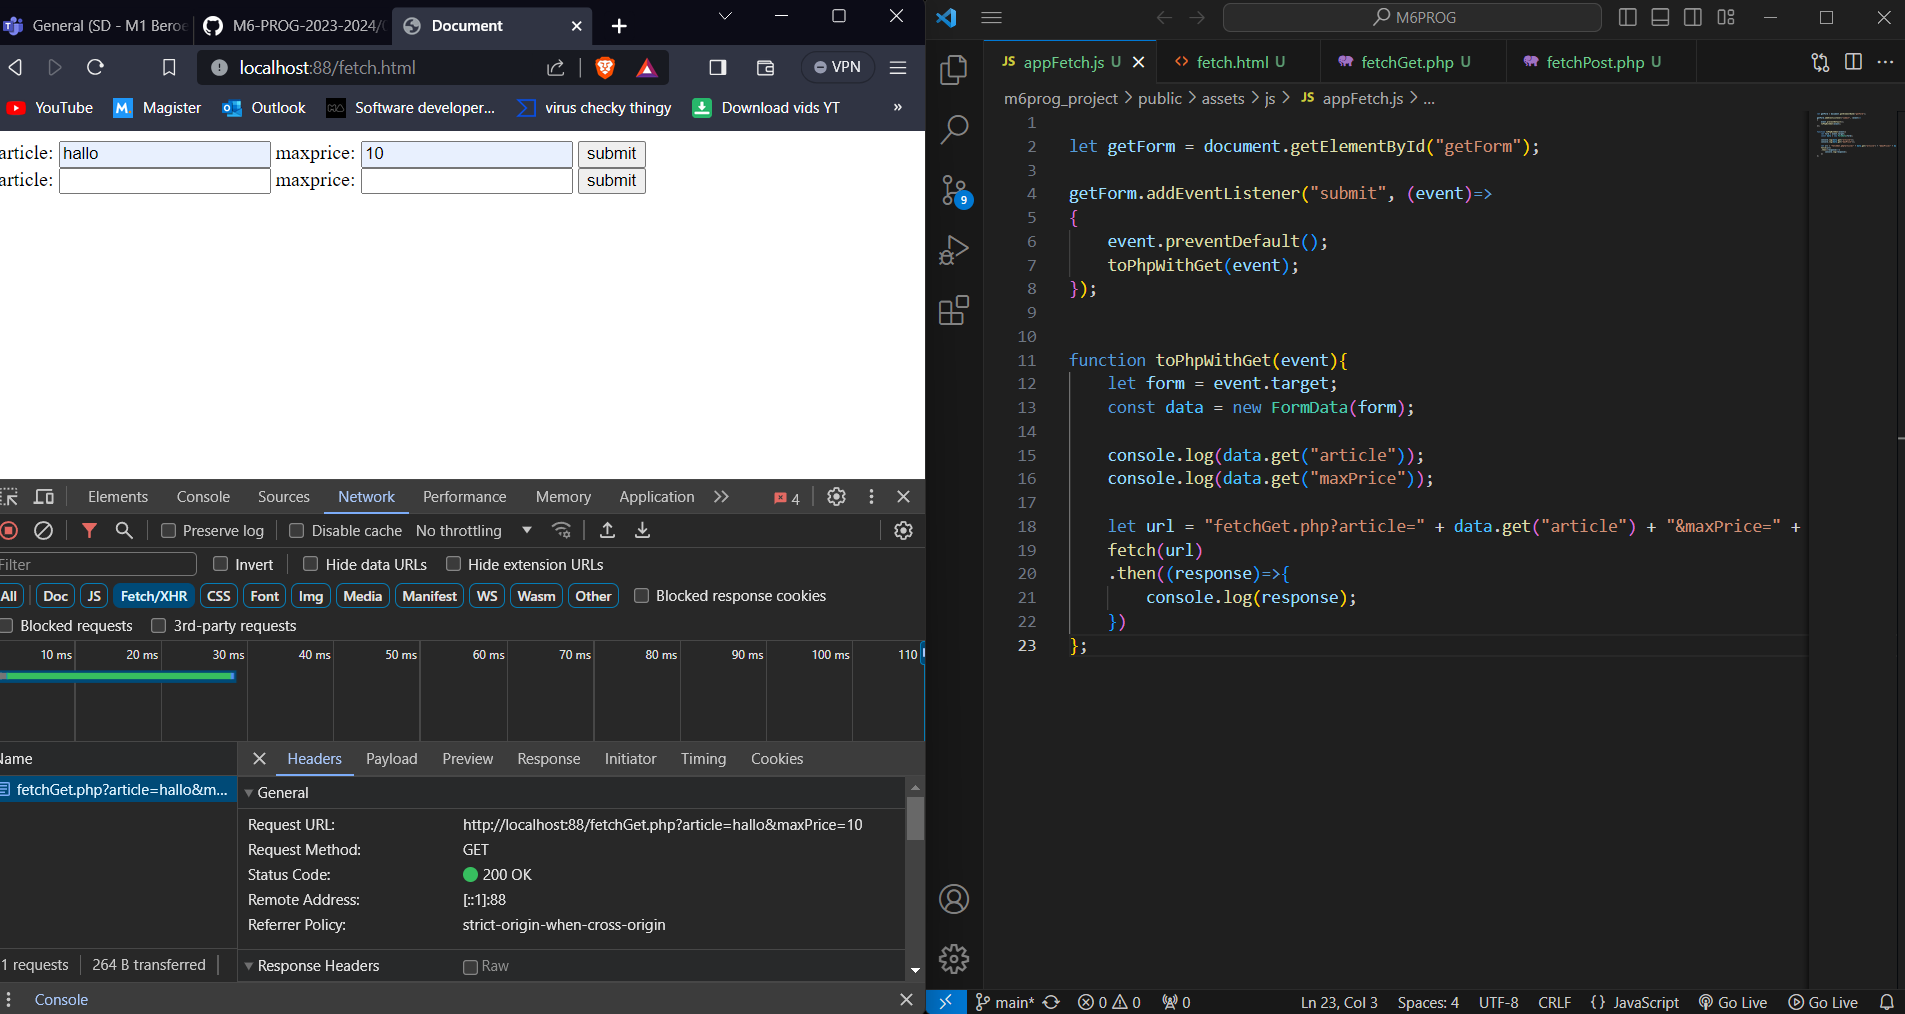 General (SD - M1 Beroe
M6-PROG-2023-2024/
Document
localhost:88/fetch.html
VPN
YouTube
Magister
Outlook
Software developer...
virus checky thingy
Download vids YT
»
article: hallo maxprice: 10 submit
article: maxprice: submit
Elements Console Sources Network Performance Memory Application 4
Preserve log Disable cache No throttling
Filter Invert Hide data URLs Hide extension URLs
All Doc JS Fetch/XHR CSS Font Img Media Manifest WS Wasm Other Blocked response cookies
Blocked requests 3rd-party requests
10 ms 20 ms 30 ms 40 ms 50 ms 60 ms 70 ms 80 ms 90 ms 100 ms 110
Name
Headers Payload Preview Response Initiator Timing Cookies
fetchGet.php?article=hallo&m...
General
Request URL: http://localhost:88/fetchGet.php?article=hallo&maxPrice=10
Request Method: GET
Status Code: 200 OK
Remote Address: [::1]:88
Referrer Policy: strict-origin-when-cross-origin
Response Headers Raw
1 requests 264 B transferred
Console
M6PROG
JS appFetch.js U
<> fetch.html U
fetchGet.php U
fetchPost.php U
m6prog_project > public > assets > js > JS appFetch.js > ...
1
2 let getForm = document.getElementById("getForm");
3
4 getForm.addEventListener("submit", (event)=>
5 {
6 event.preventDefault();
7 toPhpWithGet(event);
8 });
9
10
11 function toPhpWithGet(event){
12 let form = event.target;
13 const data = new FormData(form);
14
15 console.log(data.get("article"));
16 console.log(data.get("maxPrice"));
17
18 let url = "fetchGet.php?article=" + data.get("article") + "&maxPrice=" +
19 fetch(url)
20 .then((response)=>{
21 console.log(response);
22 })
23 };
9
main* 0 0 0 Ln 23, Col 3 Spaces: 4 UTF-8 CRLF {} JavaScript Go Live Go Live